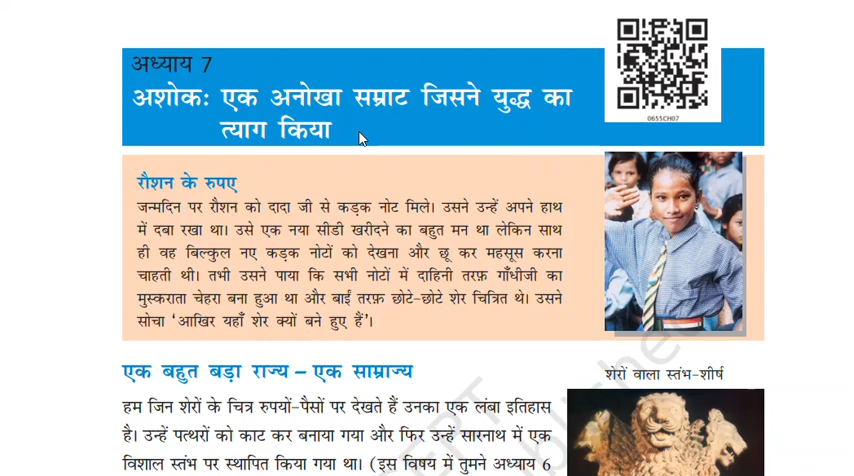 अध्याय 7
अशोक: एक अनोखा सम्राट जिसने युद्ध का
त्याग किया
0655CH07
रौशन के रुपए
जन्मदिन पर रौशन को दादा जी से कड़क नोट मिले। उसने उन्हें अपने हाथ
में दबा रखा था। उसे एक नया सीडी खरीदने का बहुत मन था लेकिन साथ
ही वह बिल्कुल नए कड़क नोटों को देखना और छू कर महसूस करना
चाहती थी। तभी उसने पाया कि सभी नोटों में दाहिनी तरफ़ गाँधीजी का
मुस्कराता चेहरा बना हुआ था और बाईं तरफ़ छोटे-छोटे शेर चित्रित थे। उसने
सोचा ‘आखिर यहाँ शेर क्यों बने हुए हैं’।
एक बहुत बड़ा राज्य – एक साम्राज्य
हम जिन शेरों के चित्र रुपयों-पैसों पर देखते हैं उनका एक लंबा इतिहास
है। उन्हें पत्थरों को काट कर बनाया गया और फिर उन्हें सारनाथ में एक
विशाल स्तंभ पर स्थापित किया गया था। (इस विषय में तुमने अध्याय 6
शेरों वाला स्तंभ-शीर्ष